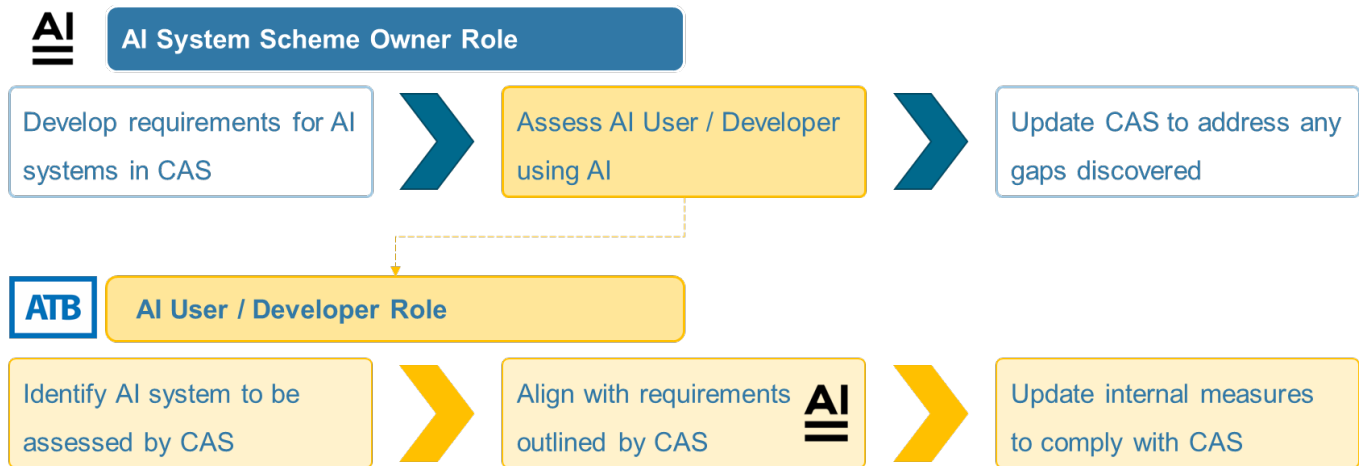 AI
AI System Scheme Owner Role
Develop requirements for AI
systems in CAS
Assess AI User / Developer
using AI
Update CAS to address any
gaps discovered
ATB
AI User / Developer Role
Identify AI system to be
assessed by CAS
Align with requirements
outlined by CAS
AI
Update internal measures
to comply with CAS